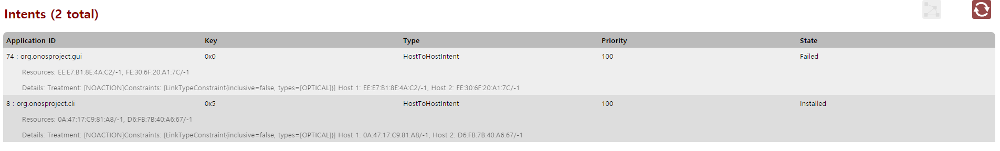 Intents (2 total)
Application ID Key Type Priority State
74 : org.onosproject.gui 0x0 HostToHostIntent 100 Failed
Resources: EE:E7:B1:8E:4A:C2/-1, FE:30:6F:20:A1:7C/-1
Details: Treatment: [NOACTION]Constraints: [LinkTypeConstraint{inclusive=false, types=[OPTICAL]}] Host 1: EE:E7:B1:8E:4A:C2/-1, Host 2: FE:30:6F:20:A1:7C/-1
8 : org.onosproject.cli 0x5 HostToHostIntent 100 Installed
Resources: 0A:47:17:C9:81:A8/-1, D6:FB:7B:40:A6:67/-1
Details: Treatment: [NOACTION]Constraints: [LinkTypeConstraint{inclusive=false, types=[OPTICAL]}] Host 1: 0A:47:17:C9:81:A8/-1, Host 2: D6:FB:7B:40:A6:67/-1